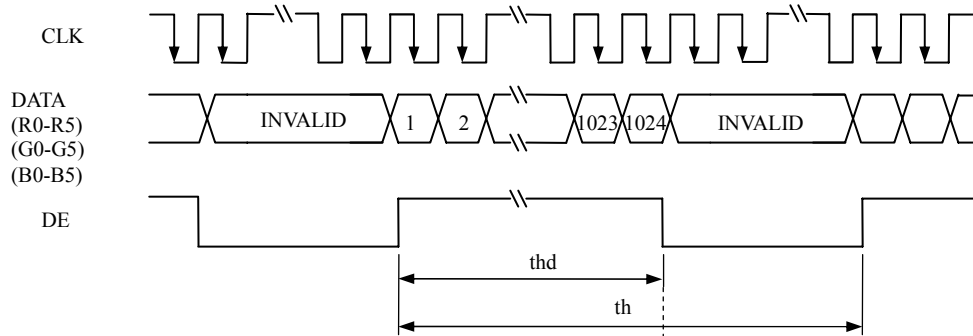 CLK
DATA
(R0-R5)
(G0-G5)
(B0-B5)
INVALID 1 2 1023 1024 INVALID
DE
thd
th